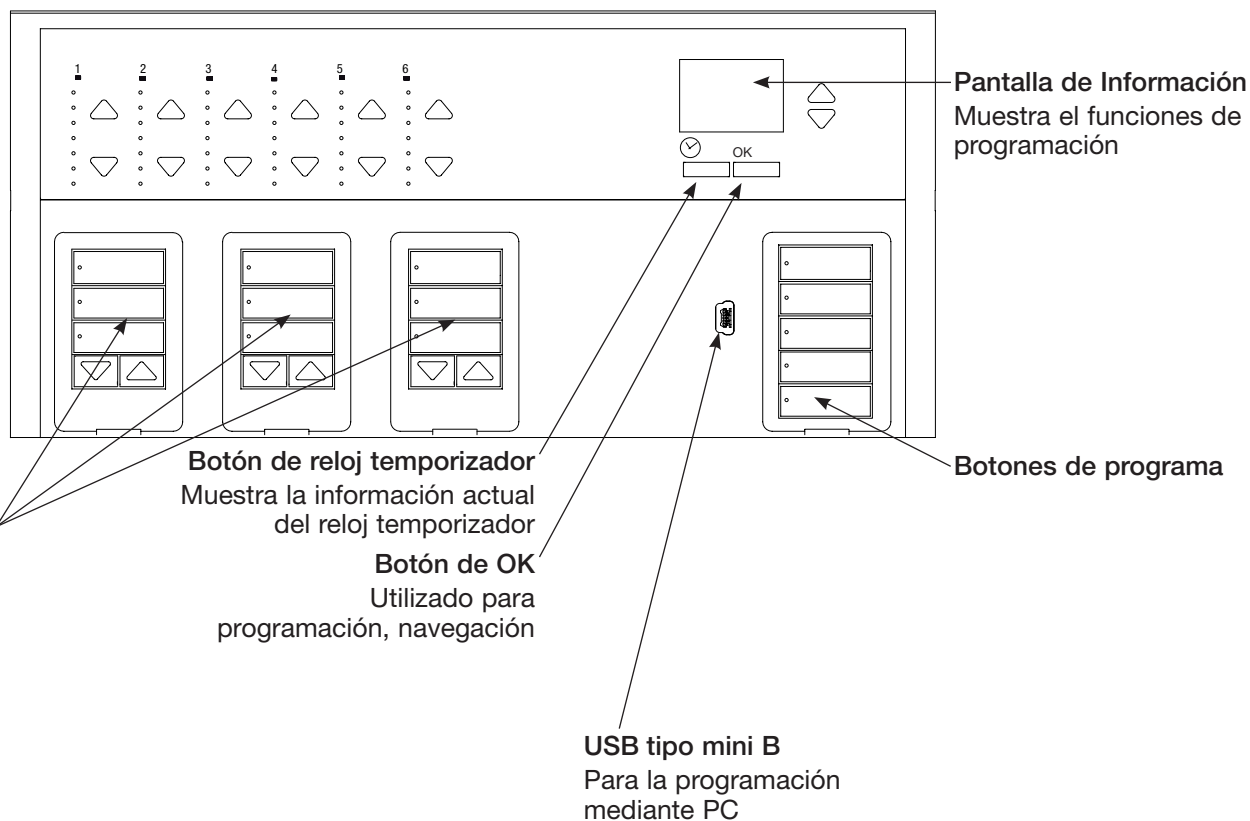 1 2 3 4 5 6
OK
Pantalla de Información
Muestra el funciones de
programación
Botón de reloj temporizador
Muestra la información actual
del reloj temporizador
Botones de programa
Botón de OK
Utilizado para
programación, navegación
USB tipo mini B
Para la programación
mediante PC